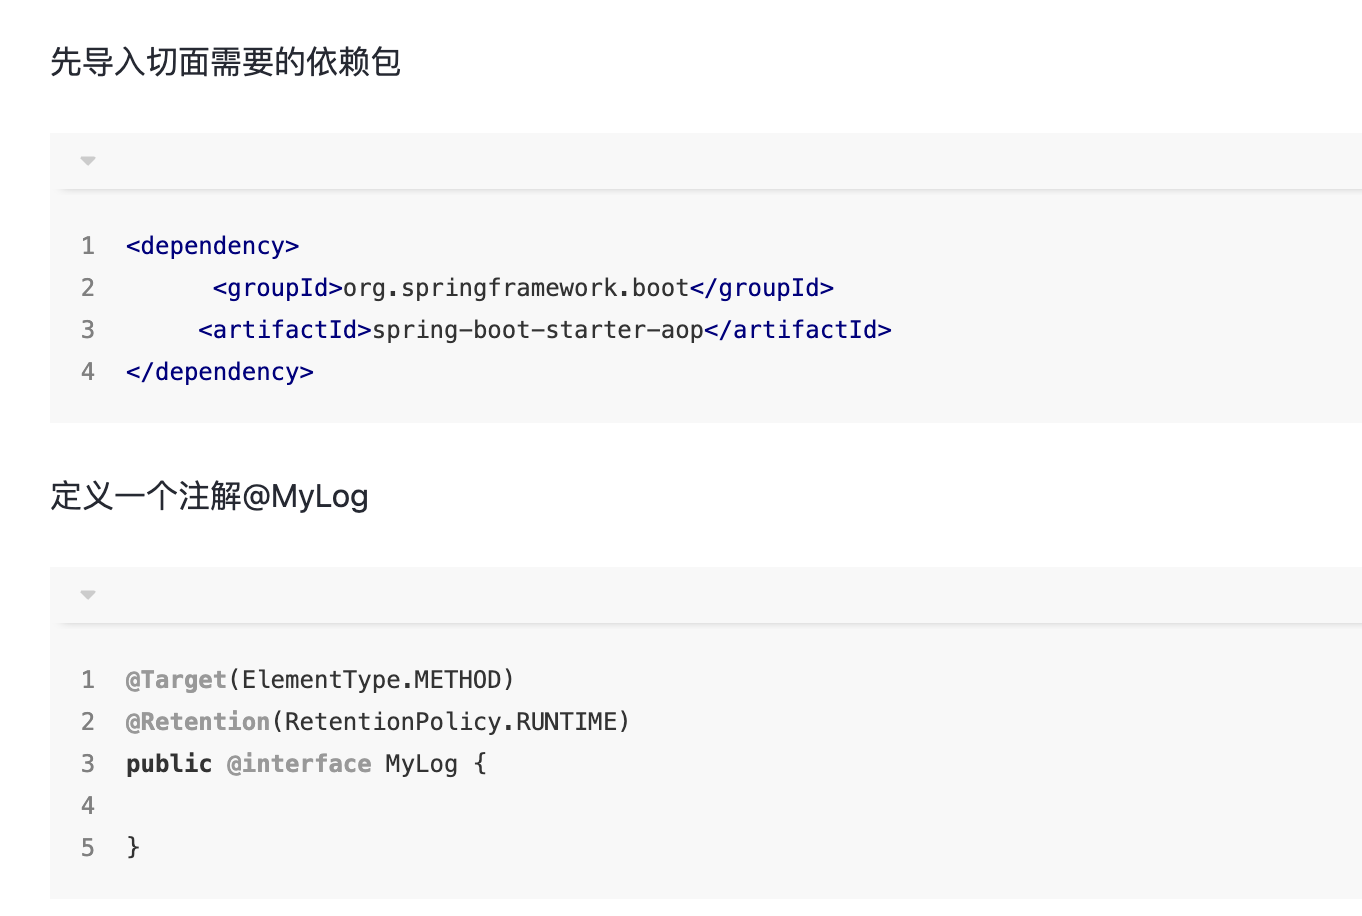 先导入切面需要的依赖包
1 <dependency>
2 <groupId>org.springframework.boot</groupId>
3 <artifactId>spring-boot-starter-aop</artifactId>
4 </dependency>
定义一个注解@MyLog
1 @Target(ElementType.METHOD)
2 @Retention(RetentionPolicy.RUNTIME)
3 public @interface MyLog {
4
5 }